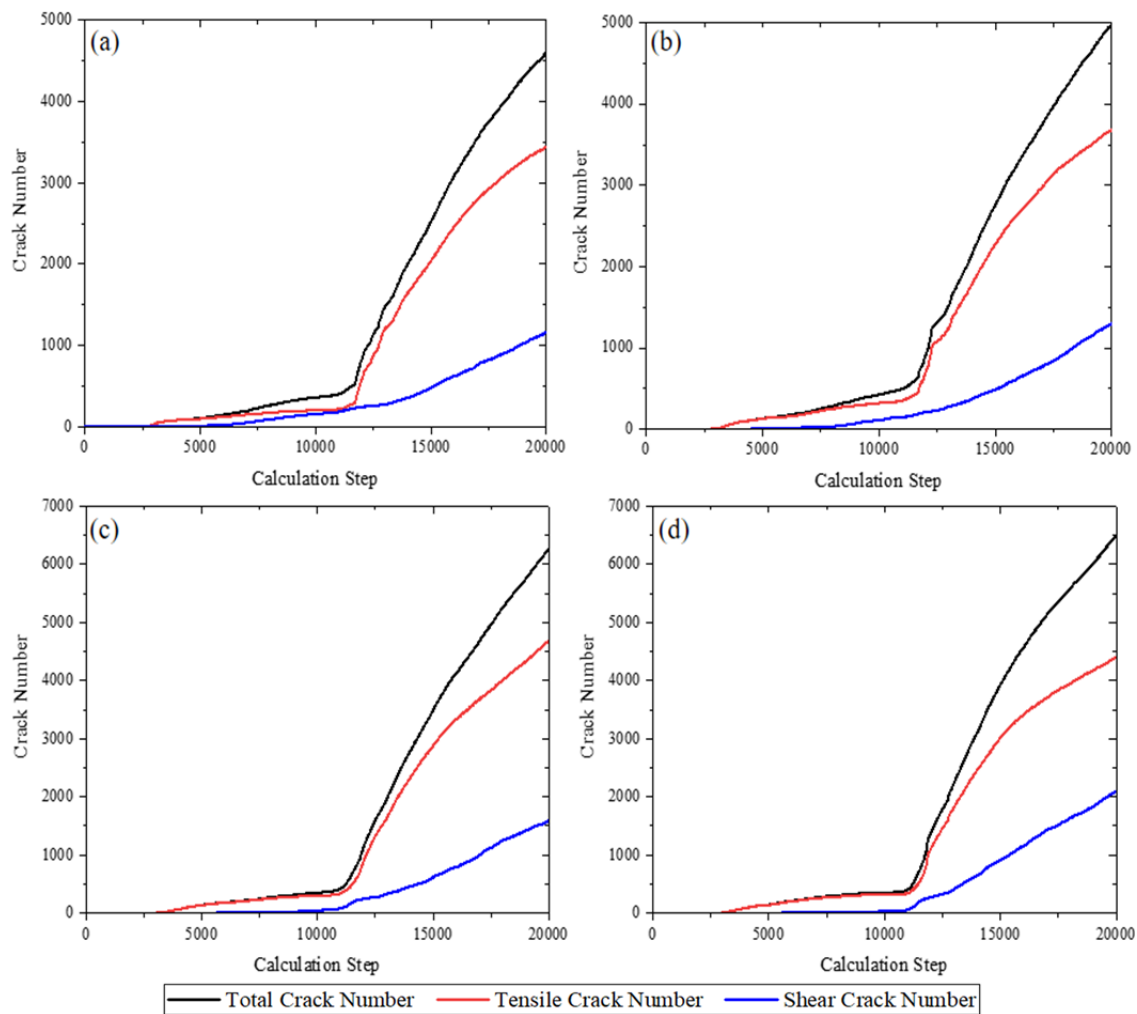 (a)
5000
4000
3000
2000
1000
0
Crack Number
0 5000 10000 15000 20000
Calculation Step
(b)
5000
4000
3000
2000
1000
0
Crack Number
0 5000 10000 15000 20000
Calculation Step
(c)
7000
6000
5000
4000
3000
2000
1000
0
Crack Number
0 5000 10000 15000 20000
Calculation Step
(d)
7000
6000
5000
4000
3000
2000
1000
0
Crack Number
0 5000 10000 15000 20000
Calculation Step
Total Crack Number Tensile Crack Number Shear Crack Number